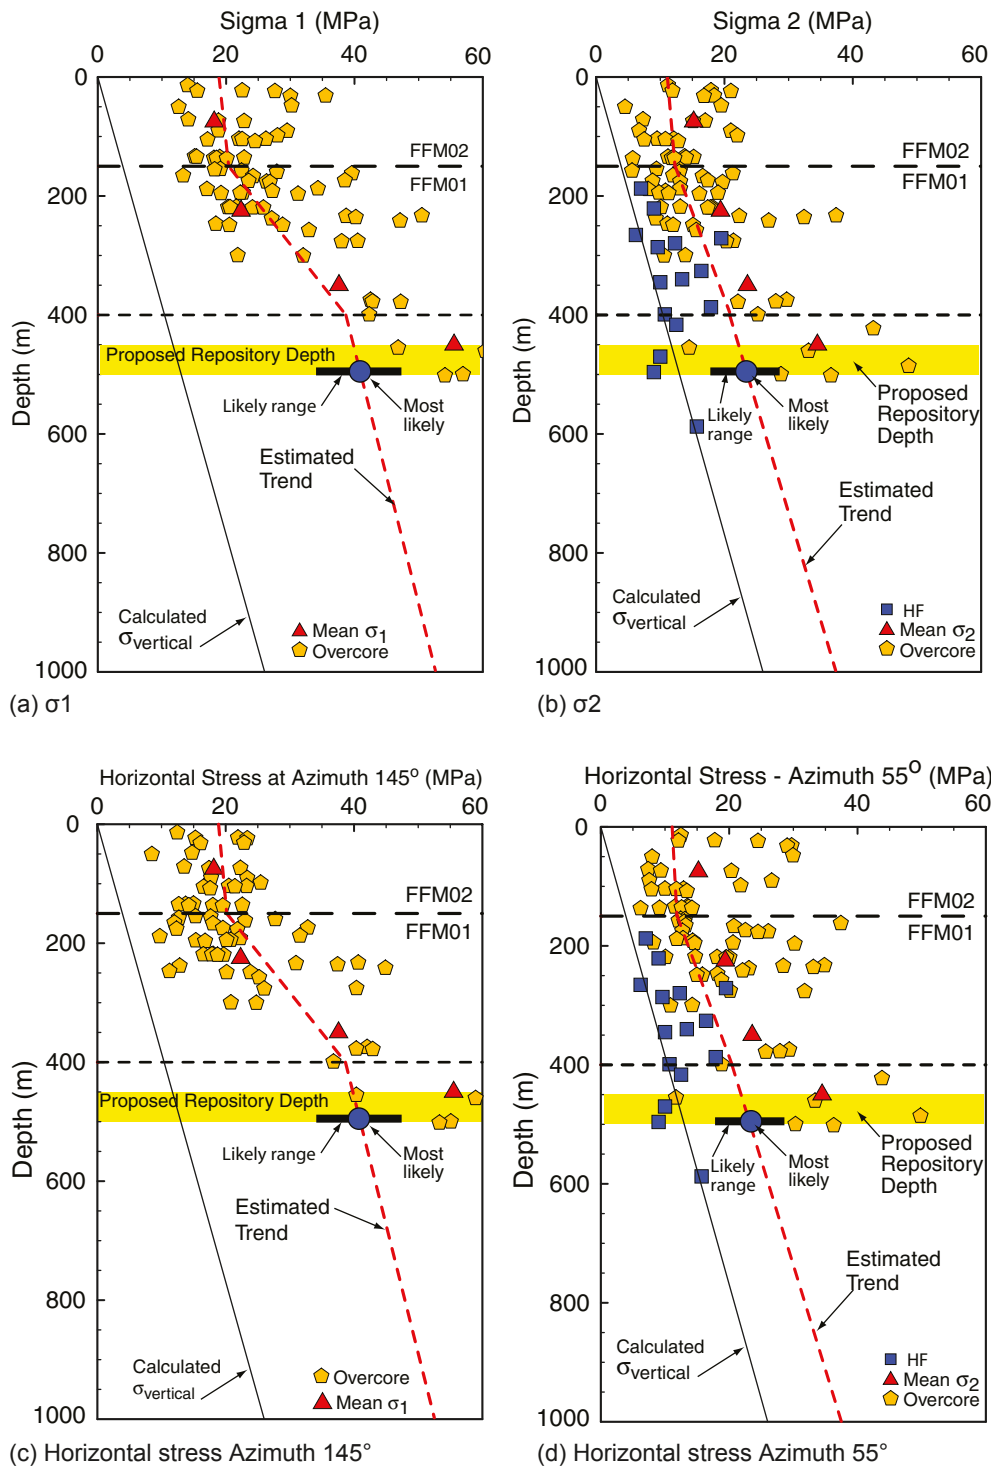 Sigma 1 (MPa)
0 20 40 60
0
200
400
600
800
1000
Depth (m)
FFM02
FFM01
Proposed Repository Depth
Likely range
Most
likely
Estimated
Trend
Calculated
σvertical
Mean σ1
Overcore
(a) σ1
Sigma 2 (MPa)
0 20 40 60
0
200
400
600
800
1000
Depth (m)
FFM02
FFM01
Likely
range
Most
likely
Proposed
Repository
Depth
Estimated
Trend
Calculated
σvertical
HF
Mean σ2
Overcore
(b) σ2
Horizontal Stress at Azimuth 145o (MPa)
0 20 40 60
0
200
400
600
800
1000
Depth (m)
FFM02
FFM01
Proposed Repository Depth
Likely range
Most
likely
Estimated
Trend
Calculated
σvertical
Overcore
Mean σ1
(c) Horizontal stress Azimuth 145°
Horizontal Stress - Azimuth 55O (MPa)
0 20 40 60
0
200
400
600
800
1000
Depth (m)
FFM02
FFM01
Likely
range
Most
likely
Proposed
Repository
Depth
Estimated
Trend
Calculated
σvertical
HF
Mean σ2
Overcore
(d) Horizontal stress Azimuth 55°